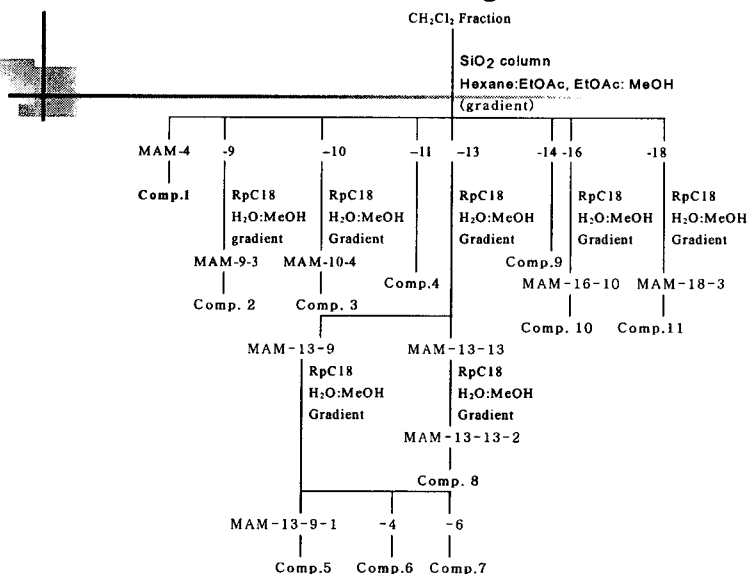 CH2Cl2 Fraction
SiO2 column
Hexane:EtOAc, EtOAc: MeOH
(gradient)
MAM-4 -9 -10 -11 -13 -14 -16 -18
Comp.1
RpC18 RpC18 RpC18 RpC18 RpC18
H2O:MeOH H2O:MeOH H2O:MeOH H2O:MeOH H2O:MeOH
gradient Gradient Gradient Gradient Gradient
MAM-9-3 MAM-10-4 Comp.9
Comp.4 MAM-16-10 MAM-18-3
Comp. 2 Comp. 3
Comp. 10 Comp.11
MAM-13-9 MAM-13-13
RpC18 RpC18
H2O:MeOH H2O:MeOH
Gradient Gradient
MAM-13-13-2
Comp. 8
MAM-13-9-1 -4 -6
Comp.5 Comp.6 Comp.7